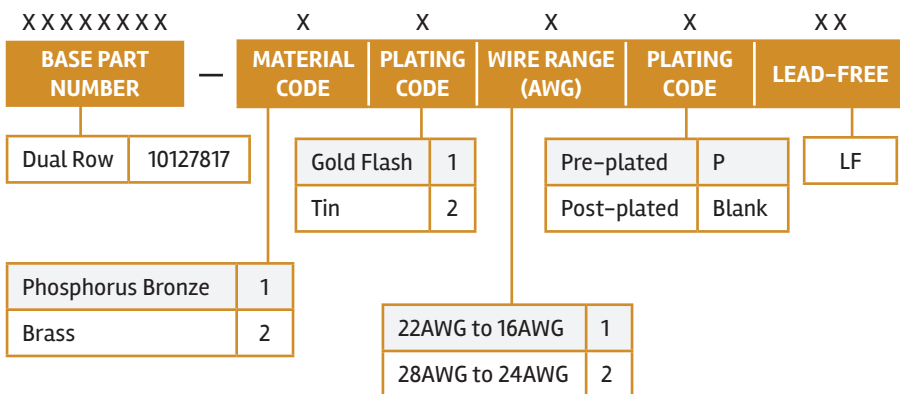 XXXXXXXX X X X X XX
BASE PART NUMBER — MATERIAL CODE PLATING CODE WIRE RANGE (AWG) PLATING CODE LEAD-FREE
Dual Row 10127817
Gold Flash 1
Tin 2
Pre-plated P
Post-plated Blank
LF
Phosphorus Bronze 1
Brass 2
22AWG to 16AWG 1
28AWG to 24AWG 2